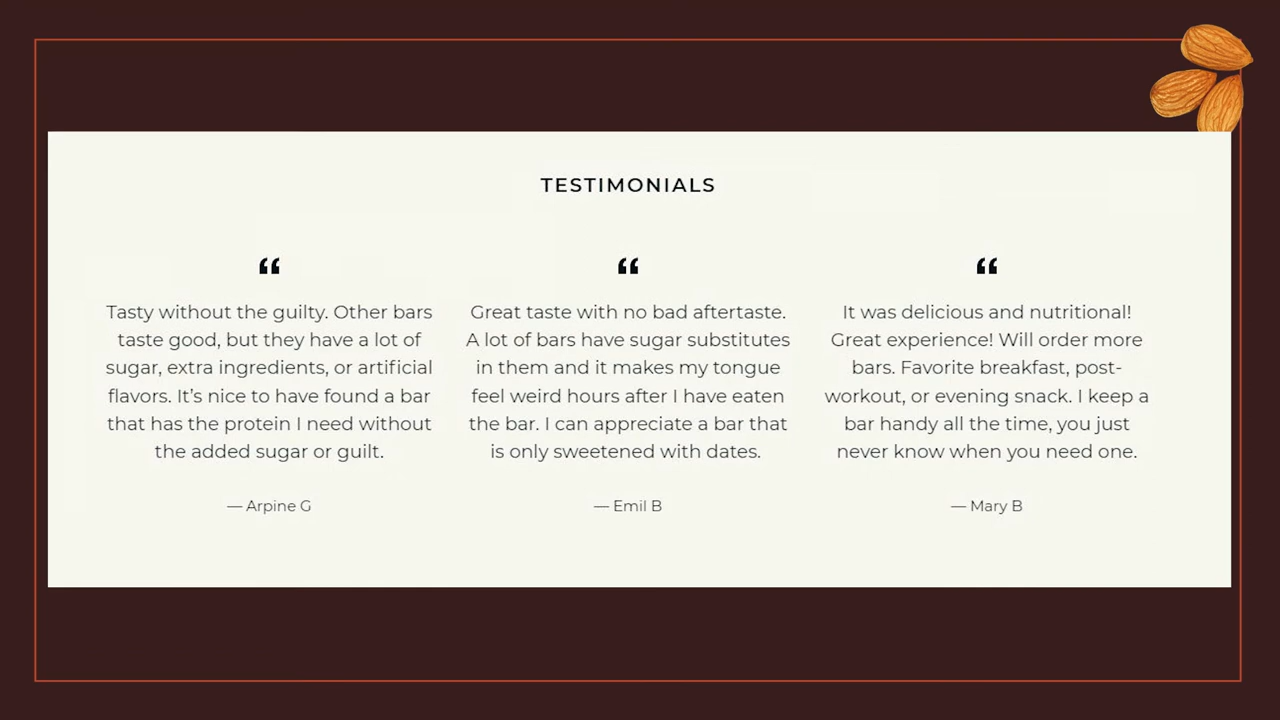 TESTIMONIALS
“
Tasty without the guilty. Other bars
taste good, but they have a lot of
sugar, extra ingredients, or artificial
flavors. It’s nice to have found a bar
that has the protein I need without
the added sugar or guilt.
— Arpine G
“
Great taste with no bad aftertaste.
A lot of bars have sugar substitutes
in them and it makes my tongue
feel weird hours after I have eaten
the bar. I can appreciate a bar that
is only sweetened with dates.
— Emil B
“
It was delicious and nutritional!
Great experience! Will order more
bars. Favorite breakfast, post-
workout, or evening snack. I keep a
bar handy all the time, you just
never know when you need one.
— Mary B